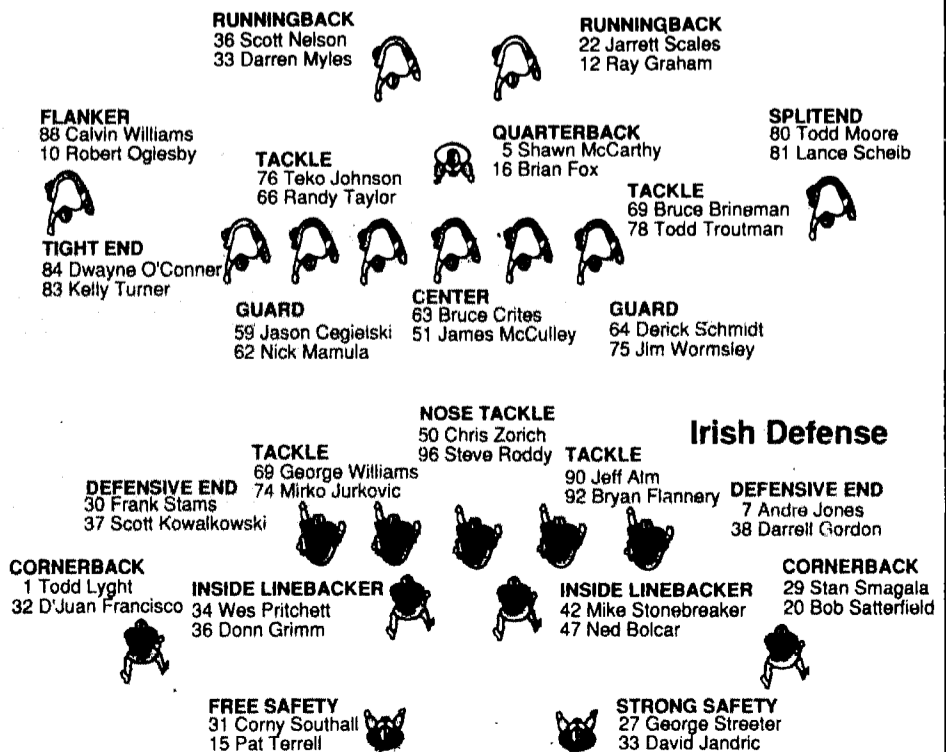 RUNNINGBACK
36 Scott Nelson
33 Darren Myles
RUNNINGBACK
22 Jarrett Scales
12 Ray Graham
FLANKER
88 Calvin Williams
10 Robert Oglesby
TACKLE
76 Teko Johnson
66 Randy Taylor
QUARTERBACK
5 Shawn McCarthy
16 Brian Fox
SPLITEND
80 Todd Moore
81 Lance Scheib
TACKLE
69 Bruce Brineman
78 Todd Troutman
TIGHT END
84 Dwayne O'Conner
83 Kelly Turner
GUARD
59 Jason Cegielski
62 Nick Mamula
CENTER
63 Bruce Crites
51 James McCulley
GUARD
64 Derick Schmidt
75 Jim Wormsley
Irish Defense
NOSE TACKLE
50 Chris Zorich
96 Steve Roddy
TACKLE
69 George Williams
74 Mirko Jurkovic
TACKLE
90 Jeff Alm
92 Bryan Flannery
DEFENSIVE END
30 Frank Stams
37 Scott Kowalkowski
DEFENSIVE END
7 Andre Jones
38 Darrell Gordon
CORNERBACK
1 Todd Lyght
32 D'Juan Francisco
INSIDE LINEBACKER
34 Wes Pritchett
36 Donn Grimm
INSIDE LINEBACKER
42 Mike Stonebreaker
47 Ned Bolcar
CORNERBACK
29 Stan Smagala
20 Bob Satterfield
FREE SAFETY
31 Corny Southall
15 Pat Terrell
STRONG SAFETY
27 George Streeter
33 David Jandric